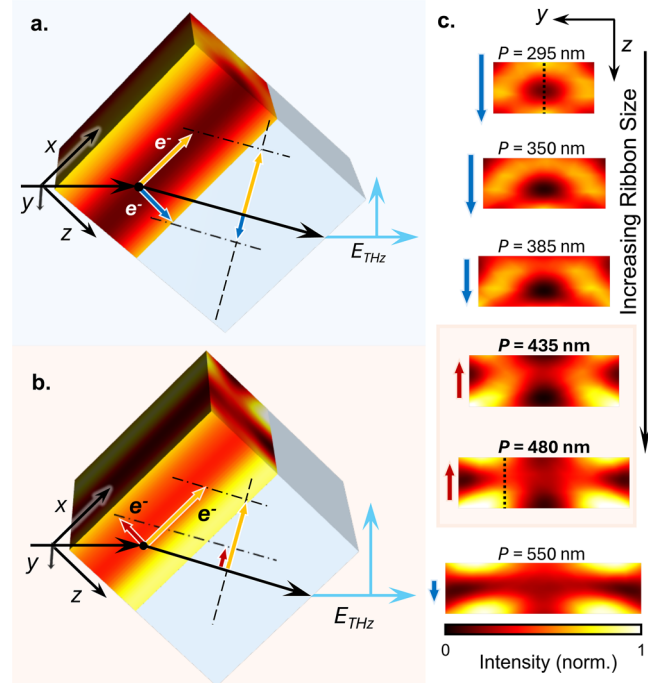 a.
x
y
z
e⁻
e⁻
E_THz
b.
x
y
z
e⁻
e⁻
E_THz
c.
y
z
P = 295 nm
P = 350 nm
P = 385 nm
P = 435 nm
P = 480 nm
P = 550 nm
Increasing Ribbon Size
0
1
Intensity (norm.)